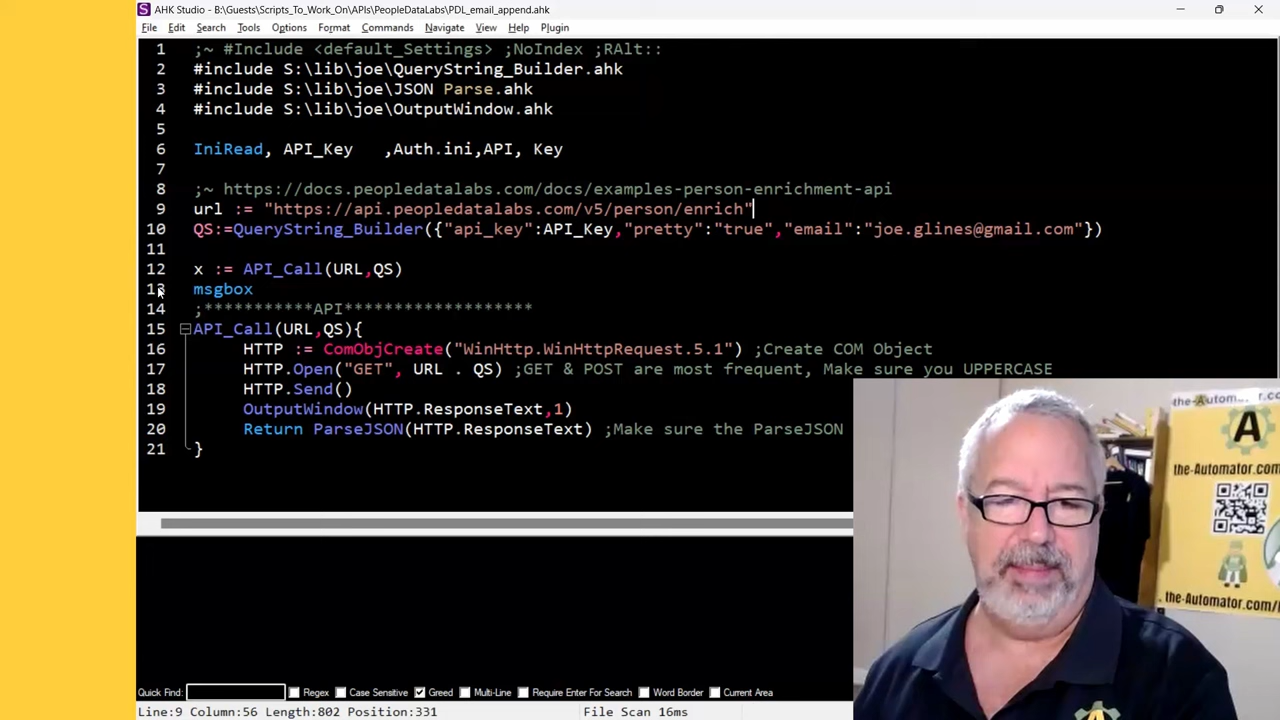 AHK Studio - B:\Guests\Scripts_To_Work_On\APIs\PeopleDataLabs\PDL_email_append.ahk
File Edit Search Tools Options Format Commands Navigate View Help Plugin
1 ;~ #Include <default_Settings> ;NoIndex ;RAlt::
2 #include S:\lib\joe\QueryString_Builder.ahk
3 #include S:\lib\joe\JSON Parse.ahk
4 #include S:\lib\joe\OutputWindow.ahk
5
6 IniRead, API_Key ,Auth.ini,API, Key
7
8 ;~ https://docs.peopledatalabs.com/docs/examples-person-enrichment-api
9 url := "https://api.peopledatalabs.com/v5/person/enrich"
10 QS:=QueryString_Builder({"api_key":API_Key,"pretty":"true","email":"joe.glines@gmail.com"})
11
12 x := API_Call(URL,QS)
13 msgbox
14 ;***********API*******************
15 API_Call(URL,QS){
16 HTTP := ComObjCreate("WinHttp.WinHttpRequest.5.1") ;Create COM Object
17 HTTP.Open("GET", URL . QS) ;GET & POST are most frequent, Make sure you UPPERCASE
18 HTTP.Send()
19 OutputWindow(HTTP.ResponseText,1)
20 Return ParseJSON(HTTP.ResponseText) ;Make sure the ParseJSON
21 }
the-Automator.c
A
the-Automator.com
the-Automator.com/
Quick Find: Regex Case Sensitive Greed Multi-Line Require Enter For Search Word Border Current Area
Line:9 Column:56 Length:802 Position:331 File Scan 16ms